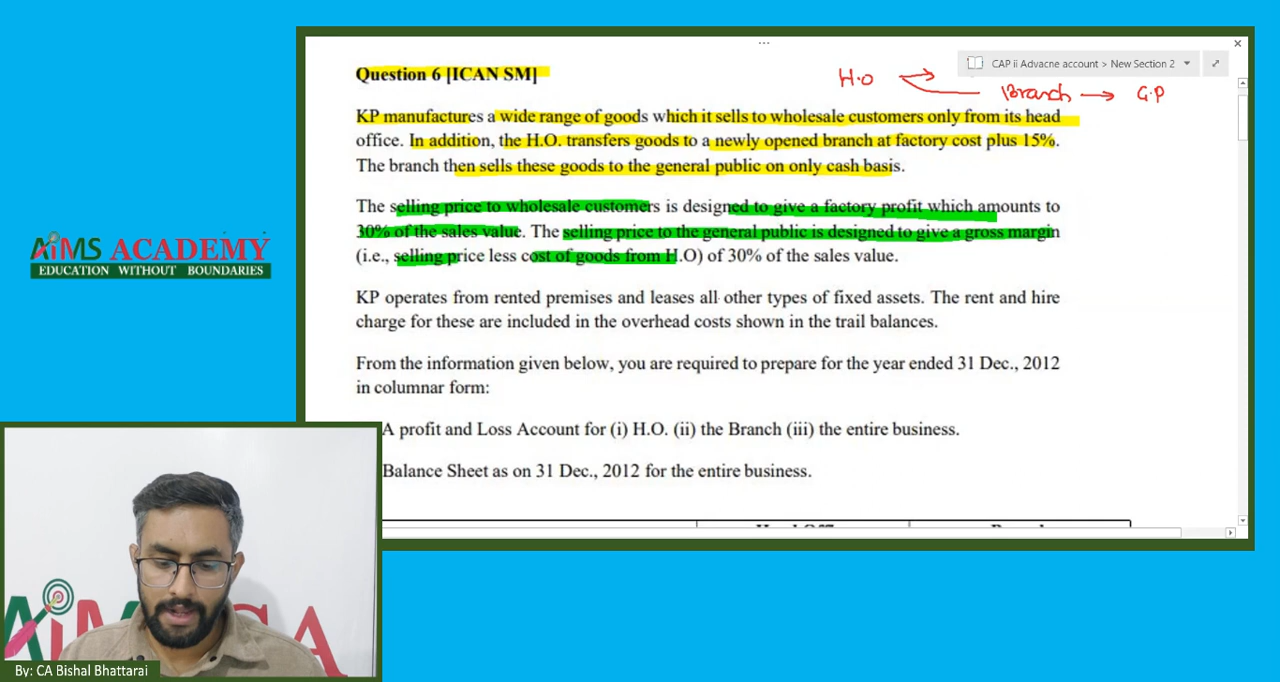 Question 6 [ICAN SM]
H.O
CAP ii Advacne account > New Section 2
Branch → G.P
KP manufactures a wide range of goods which it sells to wholesale customers only from its head
office. In addition, the H.O. transfers goods to a newly opened branch at factory cost plus 15%.
The branch then sells these goods to the general public on only cash basis.
The selling price to wholesale customers is designed to give a factory profit which amounts to
30% of the sales value. The selling price to the general public is designed to give a gross margin
(i.e., selling price less cost of goods from H.O) of 30% of the sales value.
KP operates from rented premises and leases all other types of fixed assets. The rent and hire
charge for these are included in the overhead costs shown in the trail balances.
From the information given below, you are required to prepare for the year ended 31 Dec., 2012
in columnar form:
A profit and Loss Account for (i) H.O. (ii) the Branch (iii) the entire business.
Balance Sheet as on 31 Dec., 2012 for the entire business.
AiMS ACADEMY
EDUCATION WITHOUT BOUNDARIES
By: CA Bishal Bhattarai